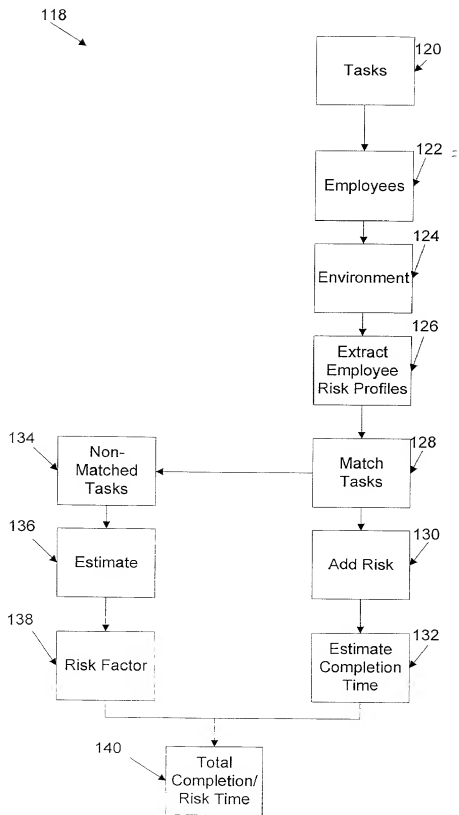 118
120
Tasks
122
Employees
124
Environment
126
Extract
Employee
Risk Profiles
134
Non-
Matched
Tasks
128
Match
Tasks
136
Estimate
130
Add Risk
138
Risk Factor
132
Estimate
Completion
Time
140
Total
Completion/
Risk Time